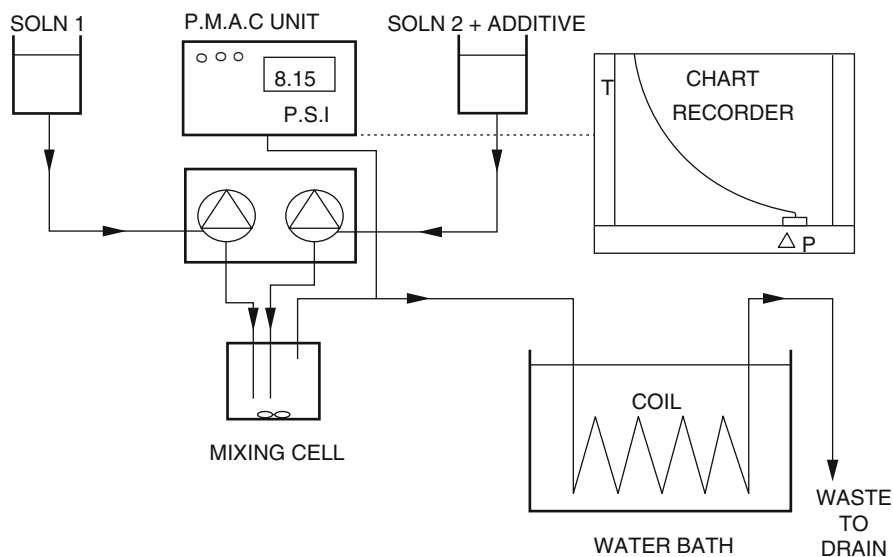 SOLN 1
P.M.A.C UNIT
SOLN 2 + ADDITIVE
8.15
P.S.I
T
CHART
RECORDER
△ P
MIXING CELL
COIL
WATER BATH
WASTE
TO
DRAIN